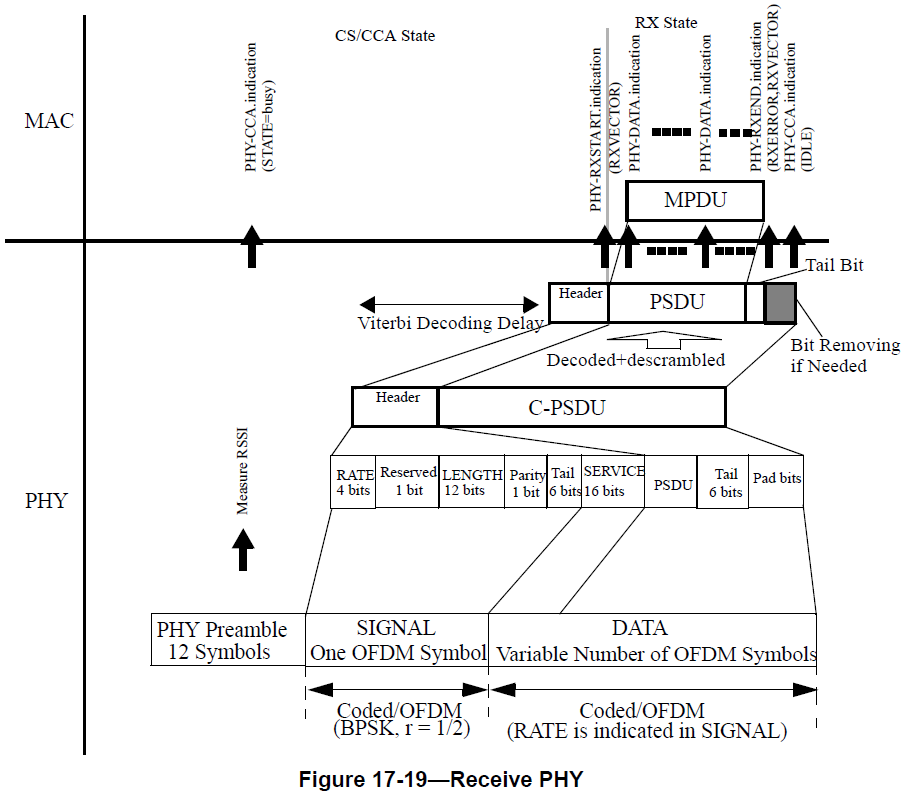 CS/CCA State
RX State
MAC
PHY-CCA.indication
(STATE=busy)
PHY-RXSTART.indication
(RXVECTOR)
PHY-DATA.indication
PHY-DATA.indication
PHY-RXEND.indication
(RXERROR,RXVECTOR)
PHY-CCA.indication
(IDLE)
MPDU
Tail Bit
Header
PSDU
Viterbi Decoding Delay
Decoded+descrambled
Bit Removing
if Needed
Header
C-PSDU
Measure RSSI
PHY
RATE
4 bits
Reserved
1 bit
LENGTH
12 bits
Parity
1 bit
Tail
6 bits
SERVICE
16 bits
PSDU
Tail
6 bits
Pad bits
PHY Preamble
12 Symbols
SIGNAL
One OFDM Symbol
DATA
Variable Number of OFDM Symbols
Coded/OFDM
(BPSK, r = 1/2)
Coded/OFDM
(RATE is indicated in SIGNAL)
Figure 17-19—Receive PHY